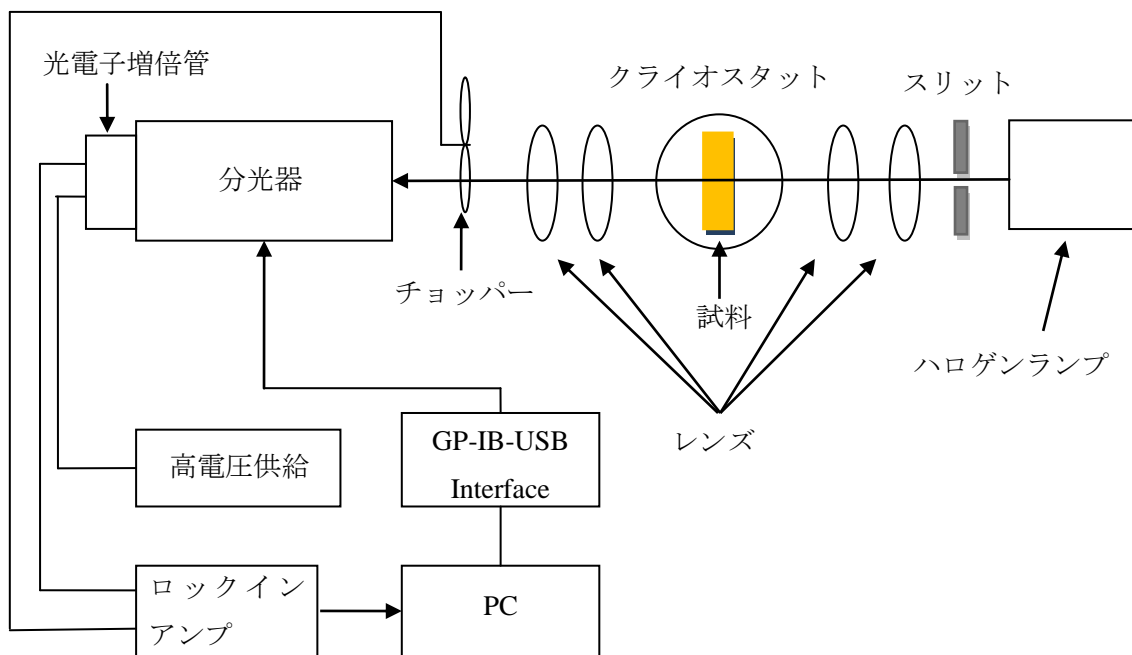 光電子増倍管
クライオスタット
スリット
分光器
チョッパー
試料
ハロゲンランプ
レンズ
高電圧供給
GP-IB-USB
Interface
ロックイン
アンプ
PC